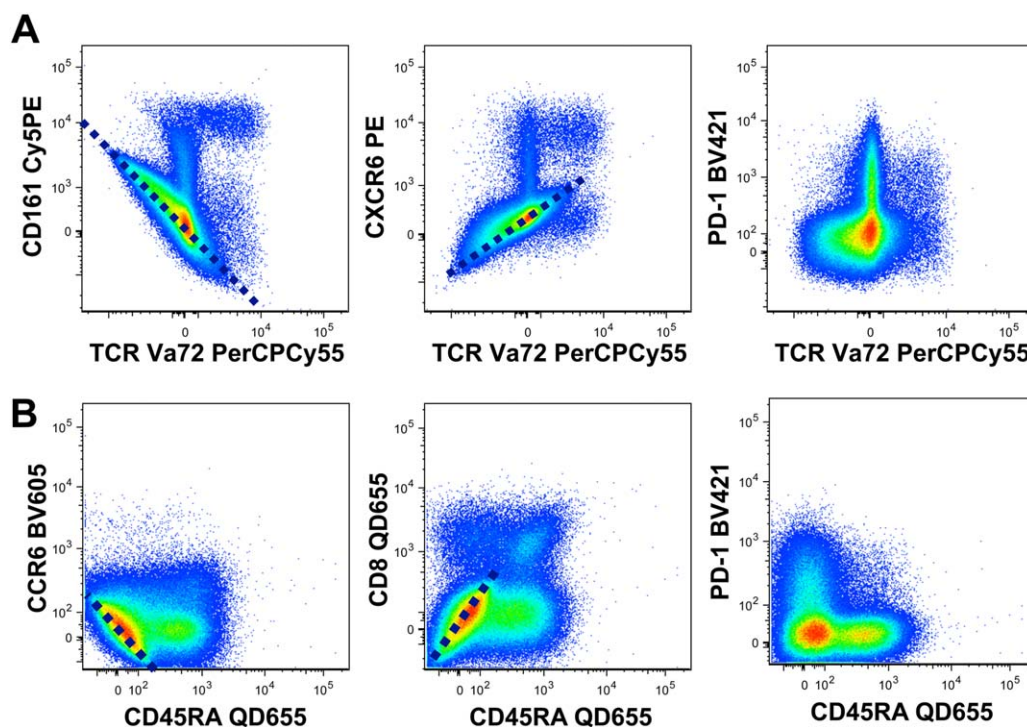 A
CD161 Cy5PE
10⁵
10⁴
10³
0
0
10⁴
10⁵
TCR Va72 PerCPCy55
CXCR6 PE
10⁵
10⁴
10³
0
0
10⁴
10⁵
TCR Va72 PerCPCy55
PD-1 BV421
10⁵
10⁴
10³
10²
0
0
10⁴
10⁵
TCR Va72 PerCPCy55
B
CCR6 BV605
10⁵
10⁴
10³
10²
0
0 10² 10³ 10⁴ 10⁵
CD45RA QD655
CD8 QD655
10⁵
10⁴
10³
0
0 10² 10³ 10⁴ 10⁵
CD45RA QD655
PD-1 BV421
10⁵
10⁴
10³
10²
0
0 10² 10³ 10⁴ 10⁵
CD45RA QD655